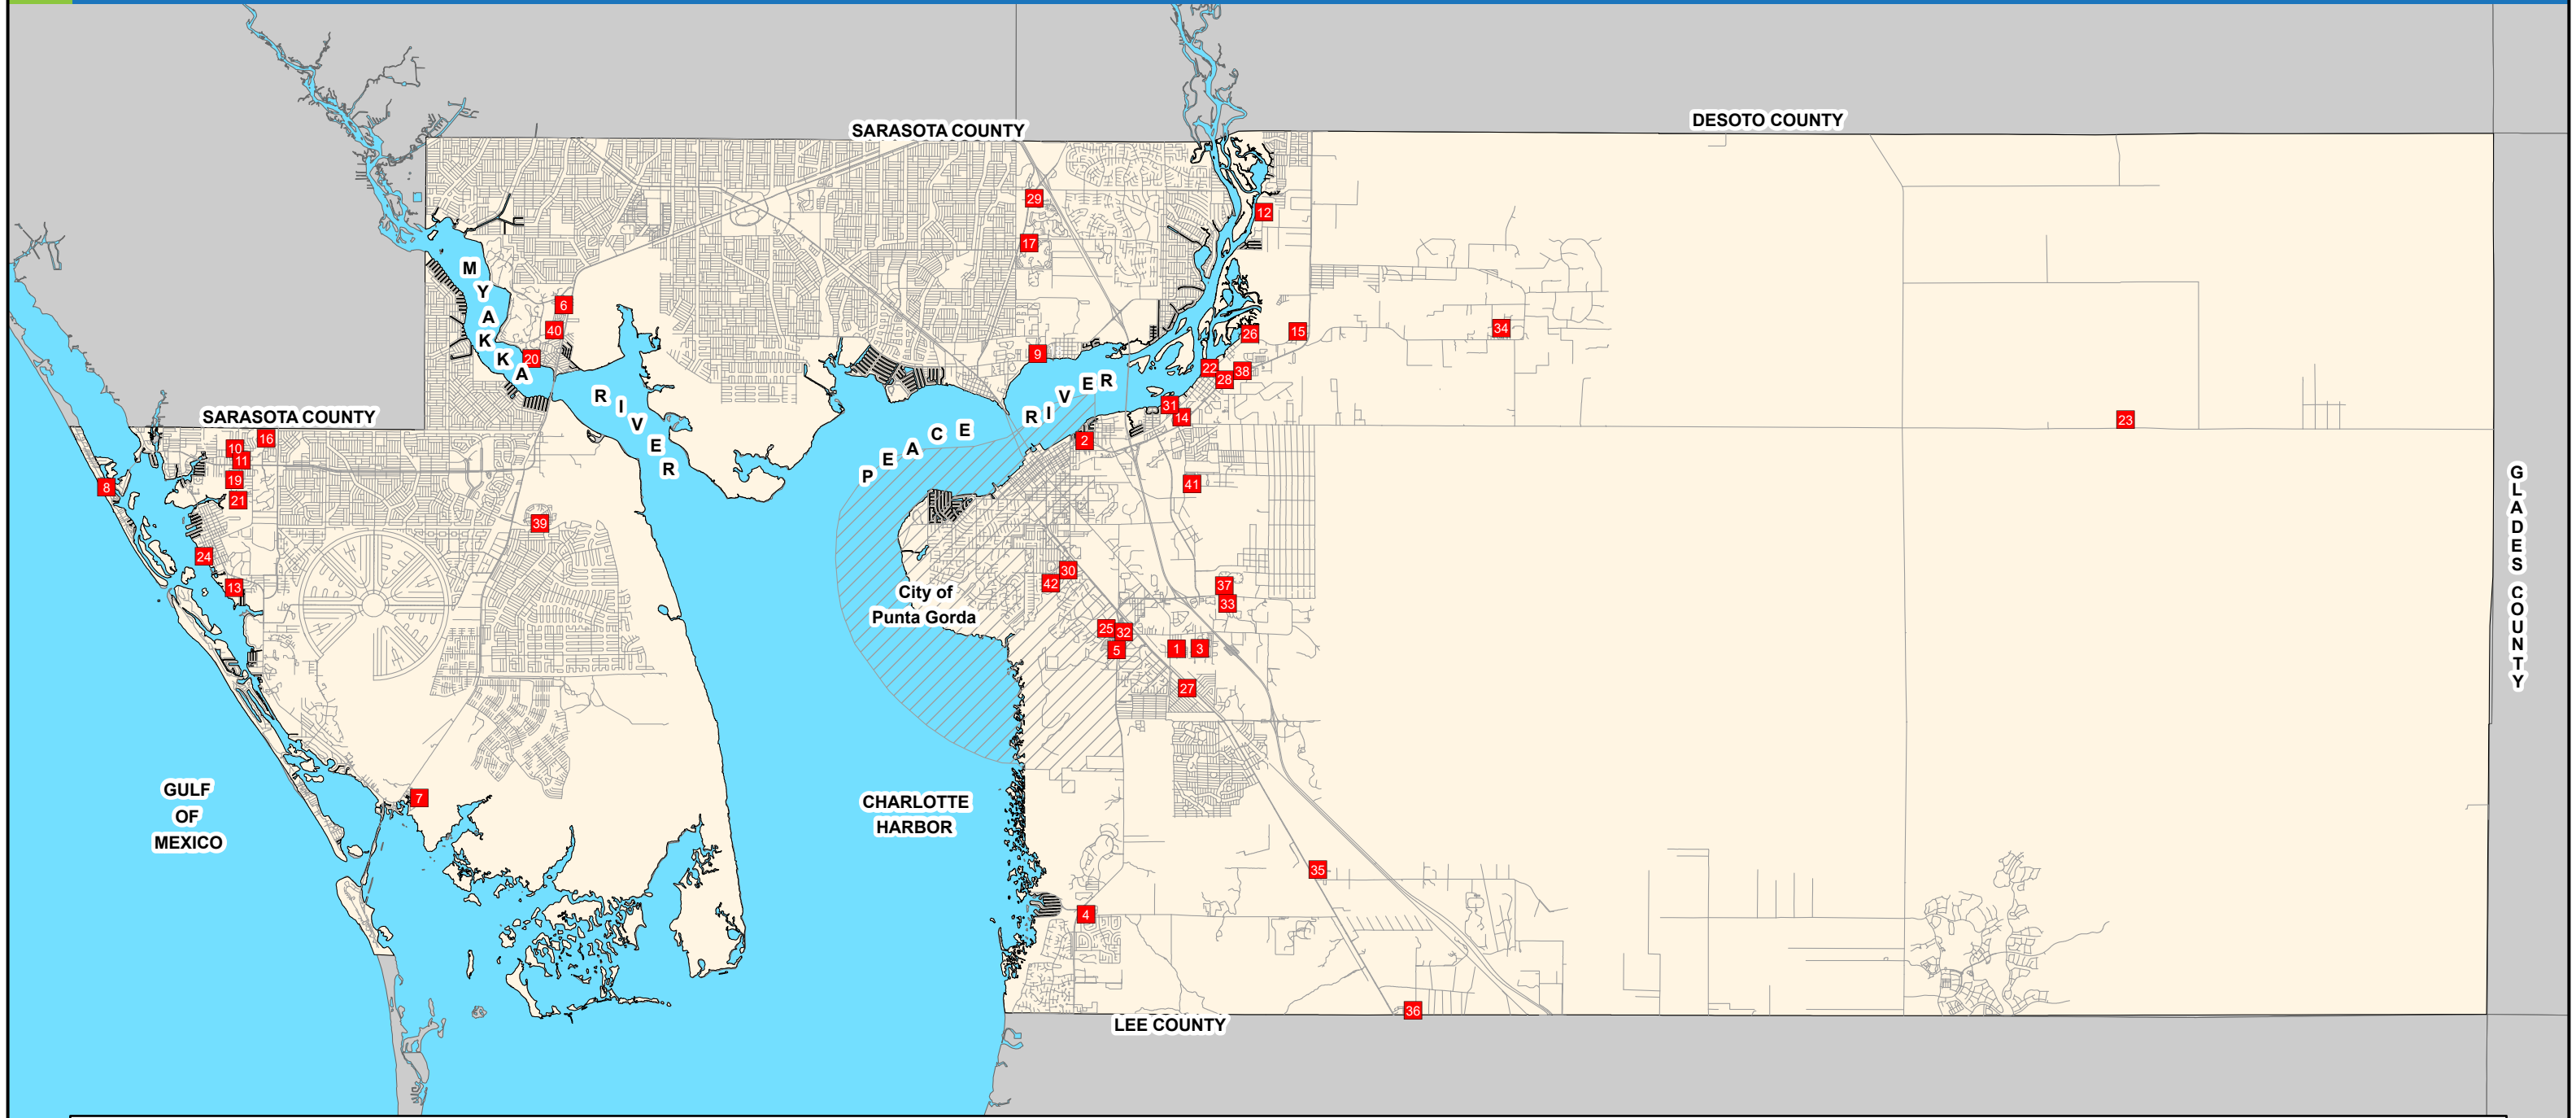 SARASOTA COUNTY
DESOTO COUNTY
29
12
17
MYAKKA
RIVER
6
40
20
9
26
15
34
22
38
28
PEACE
RIVER
31
14
23
SARASOTA COUNTY
16
10
11
19
21
8
2
41
39
24
13
30
42
37
33
City of
Punta Gorda
25
32
5
1
3
27
GLADES COUNTY
7
GULF
OF
MEXICO
CHARLOTTE
HARBOR
35
4
36
LEE COUNTY